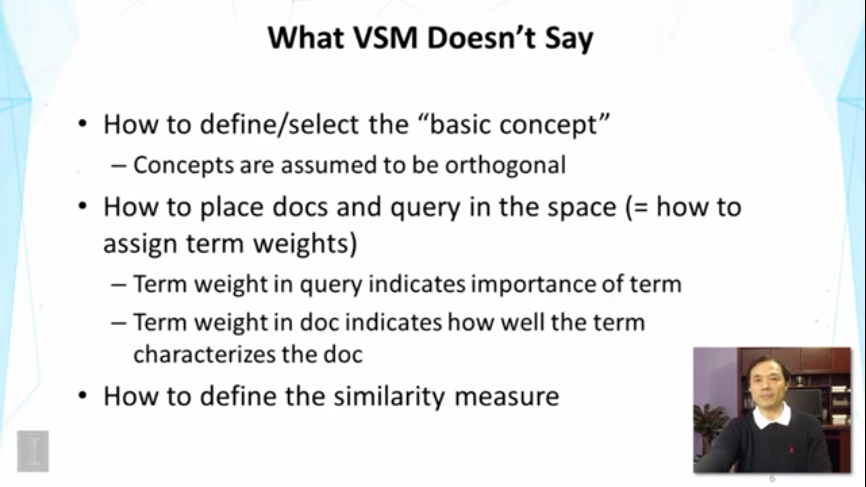 What VSM Doesn't Say
• How to define/select the “basic concept”
– Concepts are assumed to be orthogonal
• How to place docs and query in the space (= how to
assign term weights)
– Term weight in query indicates importance of term
– Term weight in doc indicates how well the term
characterizes the doc
• How to define the similarity measure
I
6